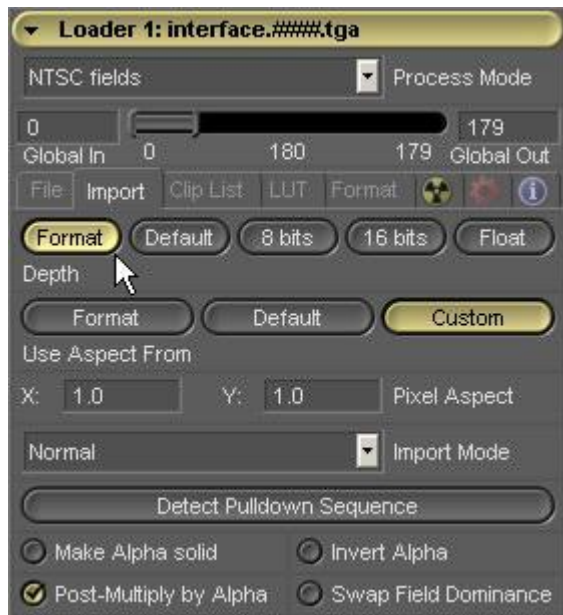 Loader 1: interface.####.tga
NTSC fields Process Mode
0 179
Global In 0 180 179 Global Out
File Import Clip List LUT Format
Format Default 8 bits 16 bits Float
Depth
Format Default Custom
Use Aspect From
X: 1.0 Y: 1.0 Pixel Aspect
Normal Import Mode
Detect Pulldown Sequence
Make Alpha solid Invert Alpha
Post-Multiply by Alpha Swap Field Dominance